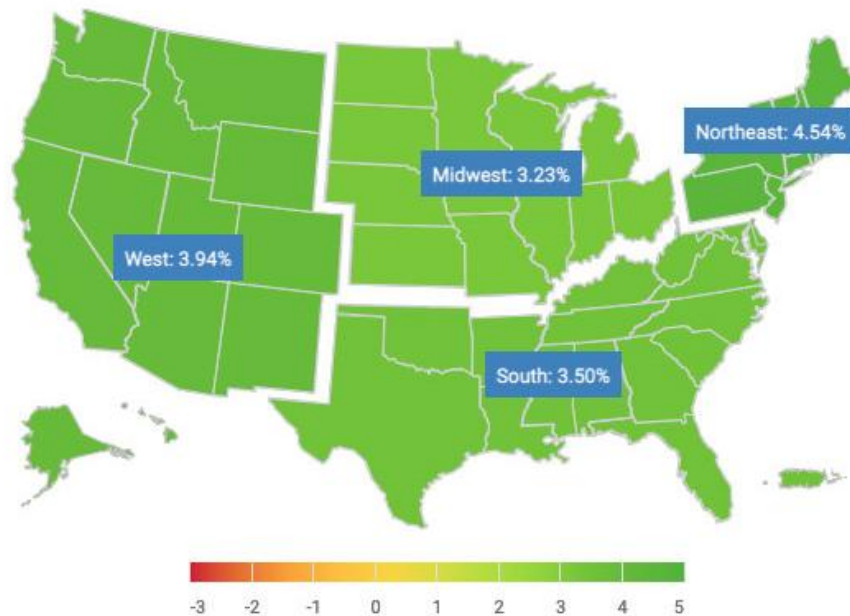 Northeast: 4.54%
Midwest: 3.23%
West: 3.94%
South: 3.50%
-3 -2 -1 0 1 2 3 4 5